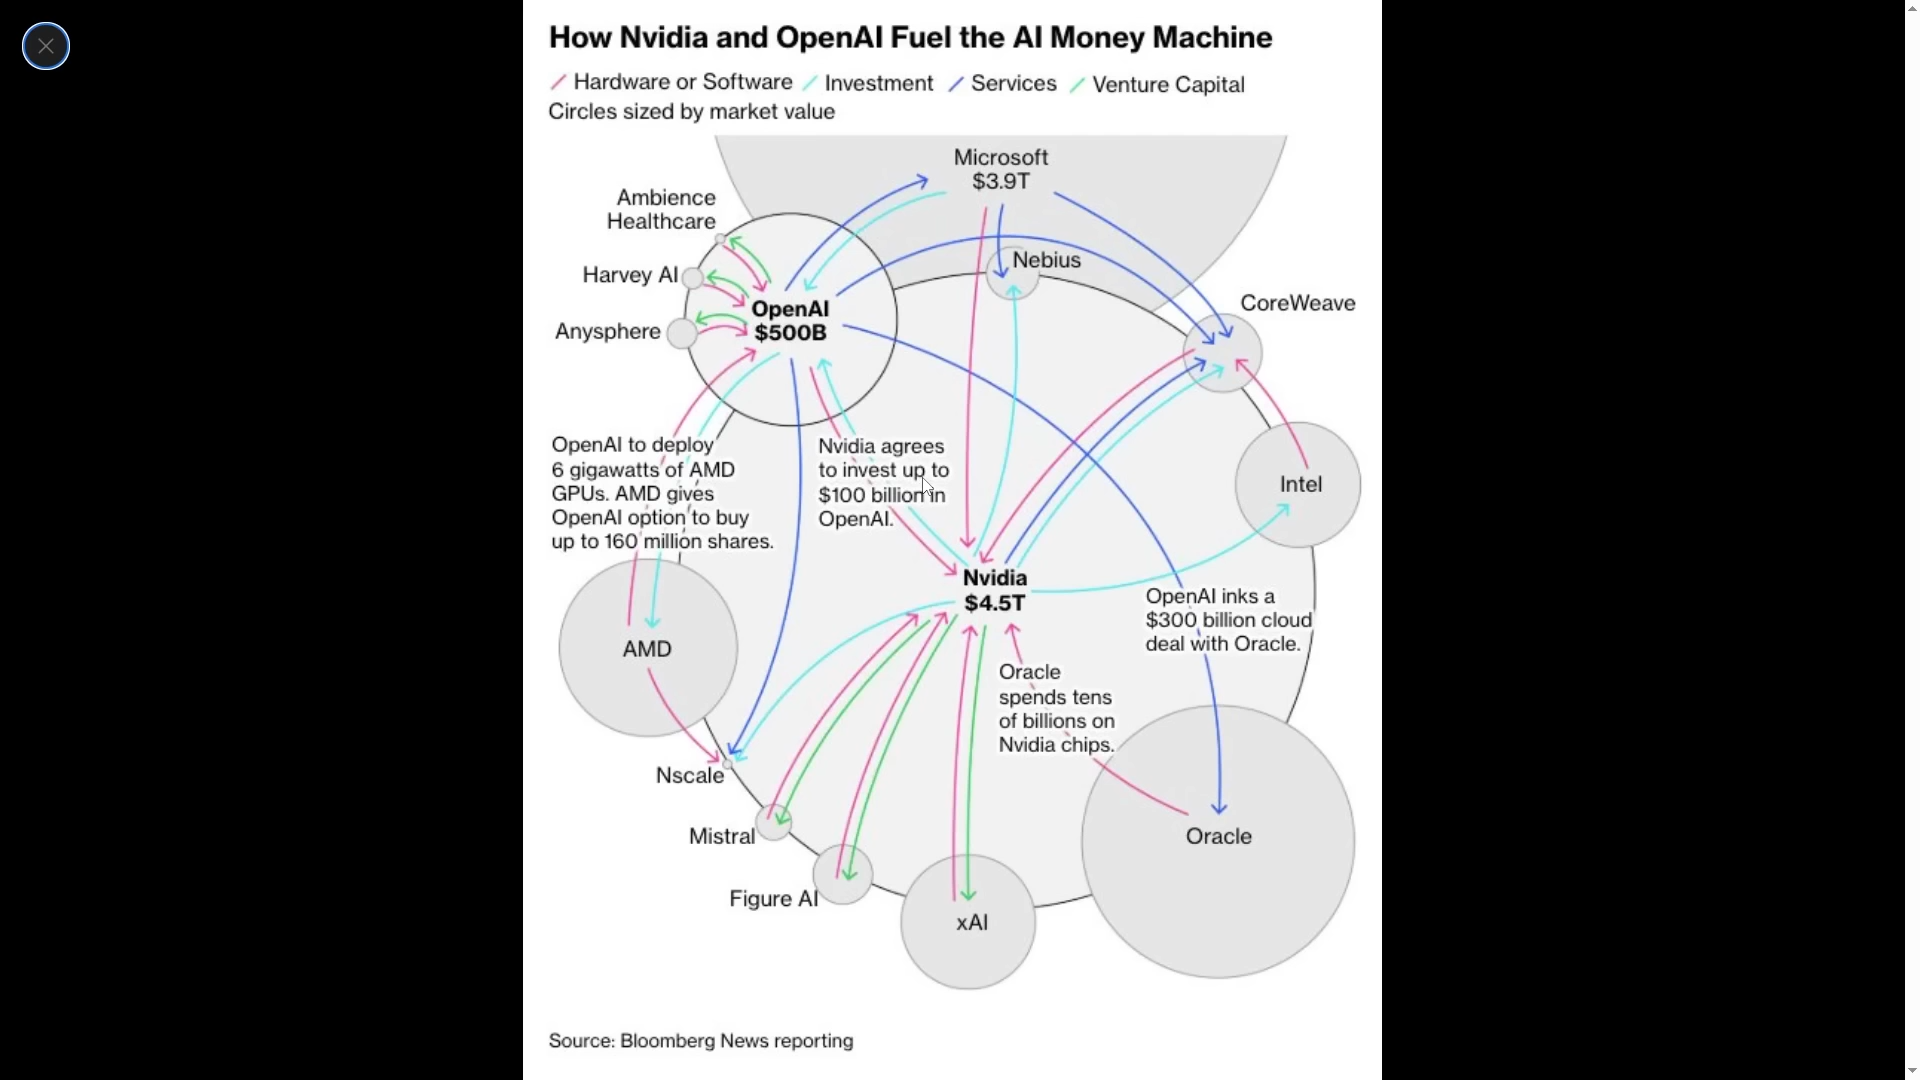 How Nvidia and OpenAI Fuel the AI Money Machine
Hardware or Software Investment Services Venture Capital
Circles sized by market value
Microsoft
$3.9T
Ambience
Healthcare
Nebius
Harvey AI
CoreWeave
OpenAI
$500B
Anysphere
OpenAI to deploy
6 gigawatts of AMD
GPUs. AMD gives
OpenAI option to buy
up to 160 million shares.
Nvidia agrees
to invest up to
$100 billion in
OpenAI.
Intel
Nvidia
$4.5T
OpenAI inks a
$300 billion cloud
deal with Oracle.
AMD
Oracle
spends tens
of billions on
Nvidia chips.
Nscale
Mistral
Oracle
Figure AI
xAI
Source: Bloomberg News reporting